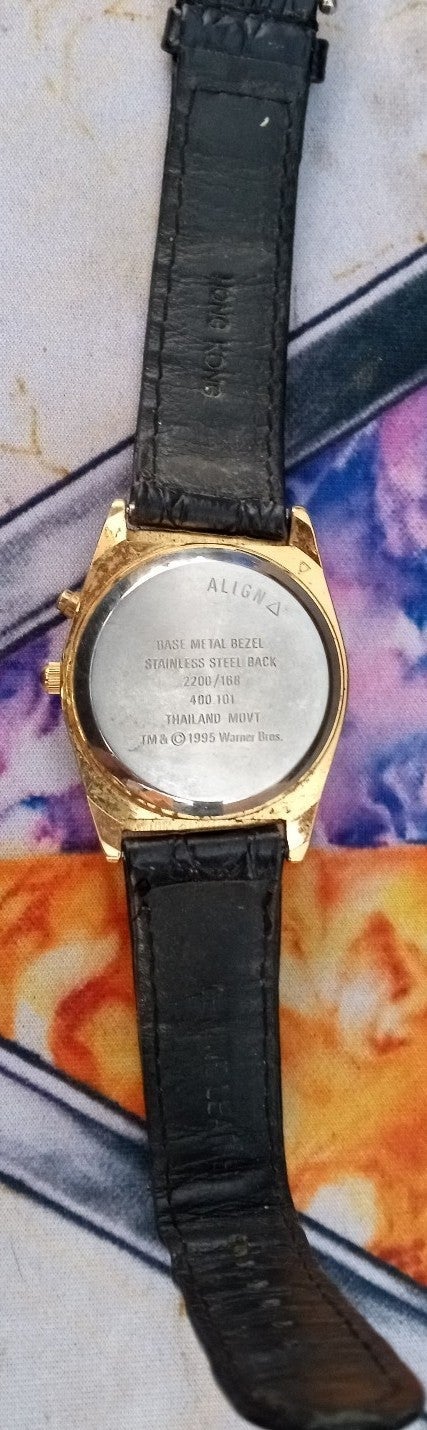 HONG KONG
ALIGN
BASE METAL BEZEL
STAINLESS STEEL BACK
2200/168
400 101
THAILAND MOVT
TM & © 1995 Warner Bros.